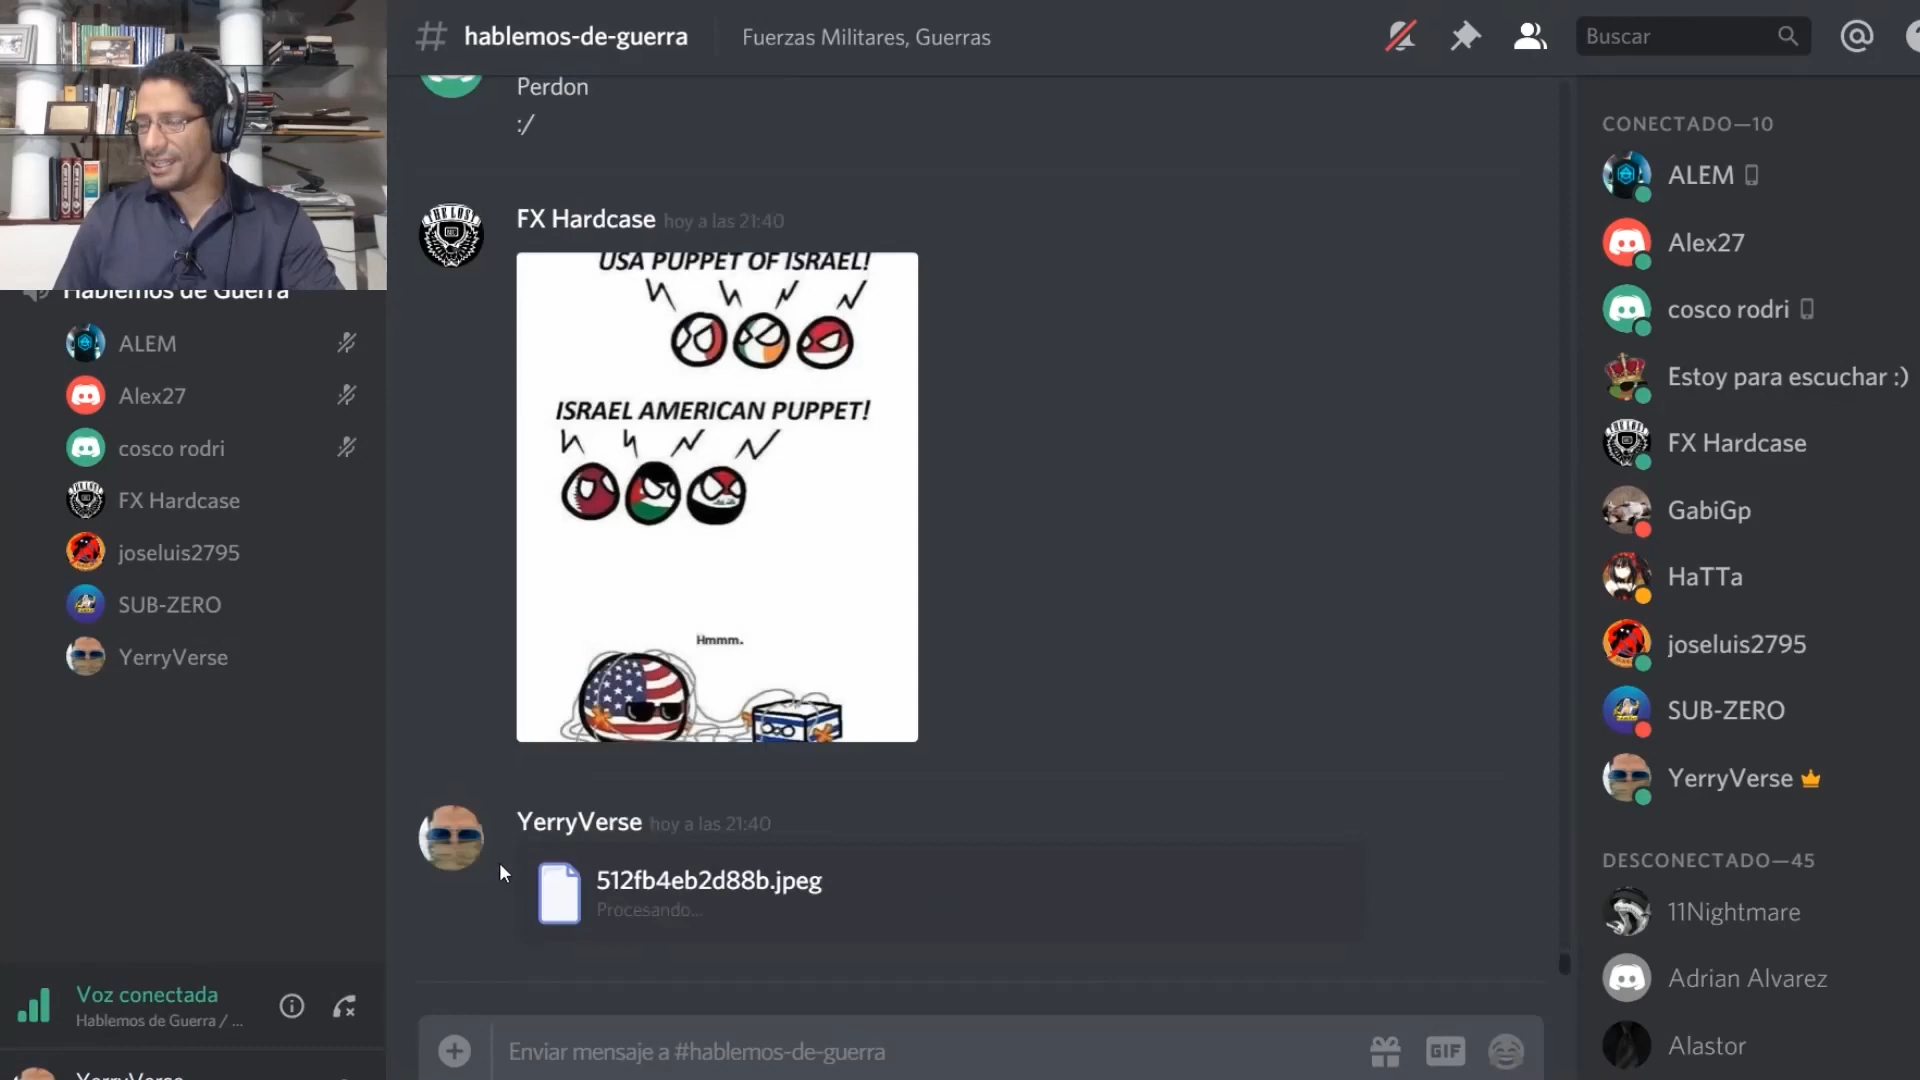 hablemos-de-guerra
Fuerzas Militares, Guerras
Buscar
Hablemos de Guerra
ALEM
Alex27
cosco rodri
FX Hardcase
joseluis2795
SUB-ZERO
YerryVerse
Voz conectada
Hablemos de Guerra / ...
YerryVerse
Perdon
:/
FX Hardcase hoy a las 21:40
USA PUPPET OF ISRAEL!
ISRAEL AMERICAN PUPPET!
Hmmm.
YerryVerse hoy a las 21:40
512fb4eb2d88b.jpeg
Procesando...
Enviar mensaje a #hablemos-de-guerra
GIF
CONECTADO—10
ALEM
Alex27
cosco rodri
Estoy para escuchar :)
FX Hardcase
GabiGp
HaTTa
joseluis2795
SUB-ZERO
YerryVerse
DESCONECTADO—45
11Nightmare
Adrian Alvarez
Alastor